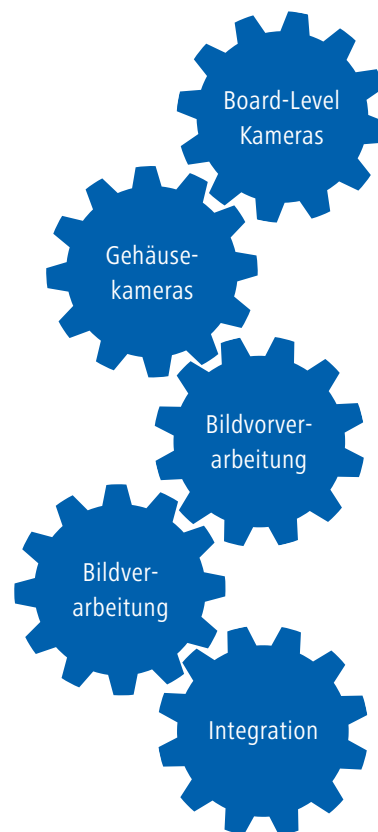 Board-Level
Kameras
Gehäuse-
kameras
Bildvorver-
arbeitung
Bildver-
arbeitung
Integration